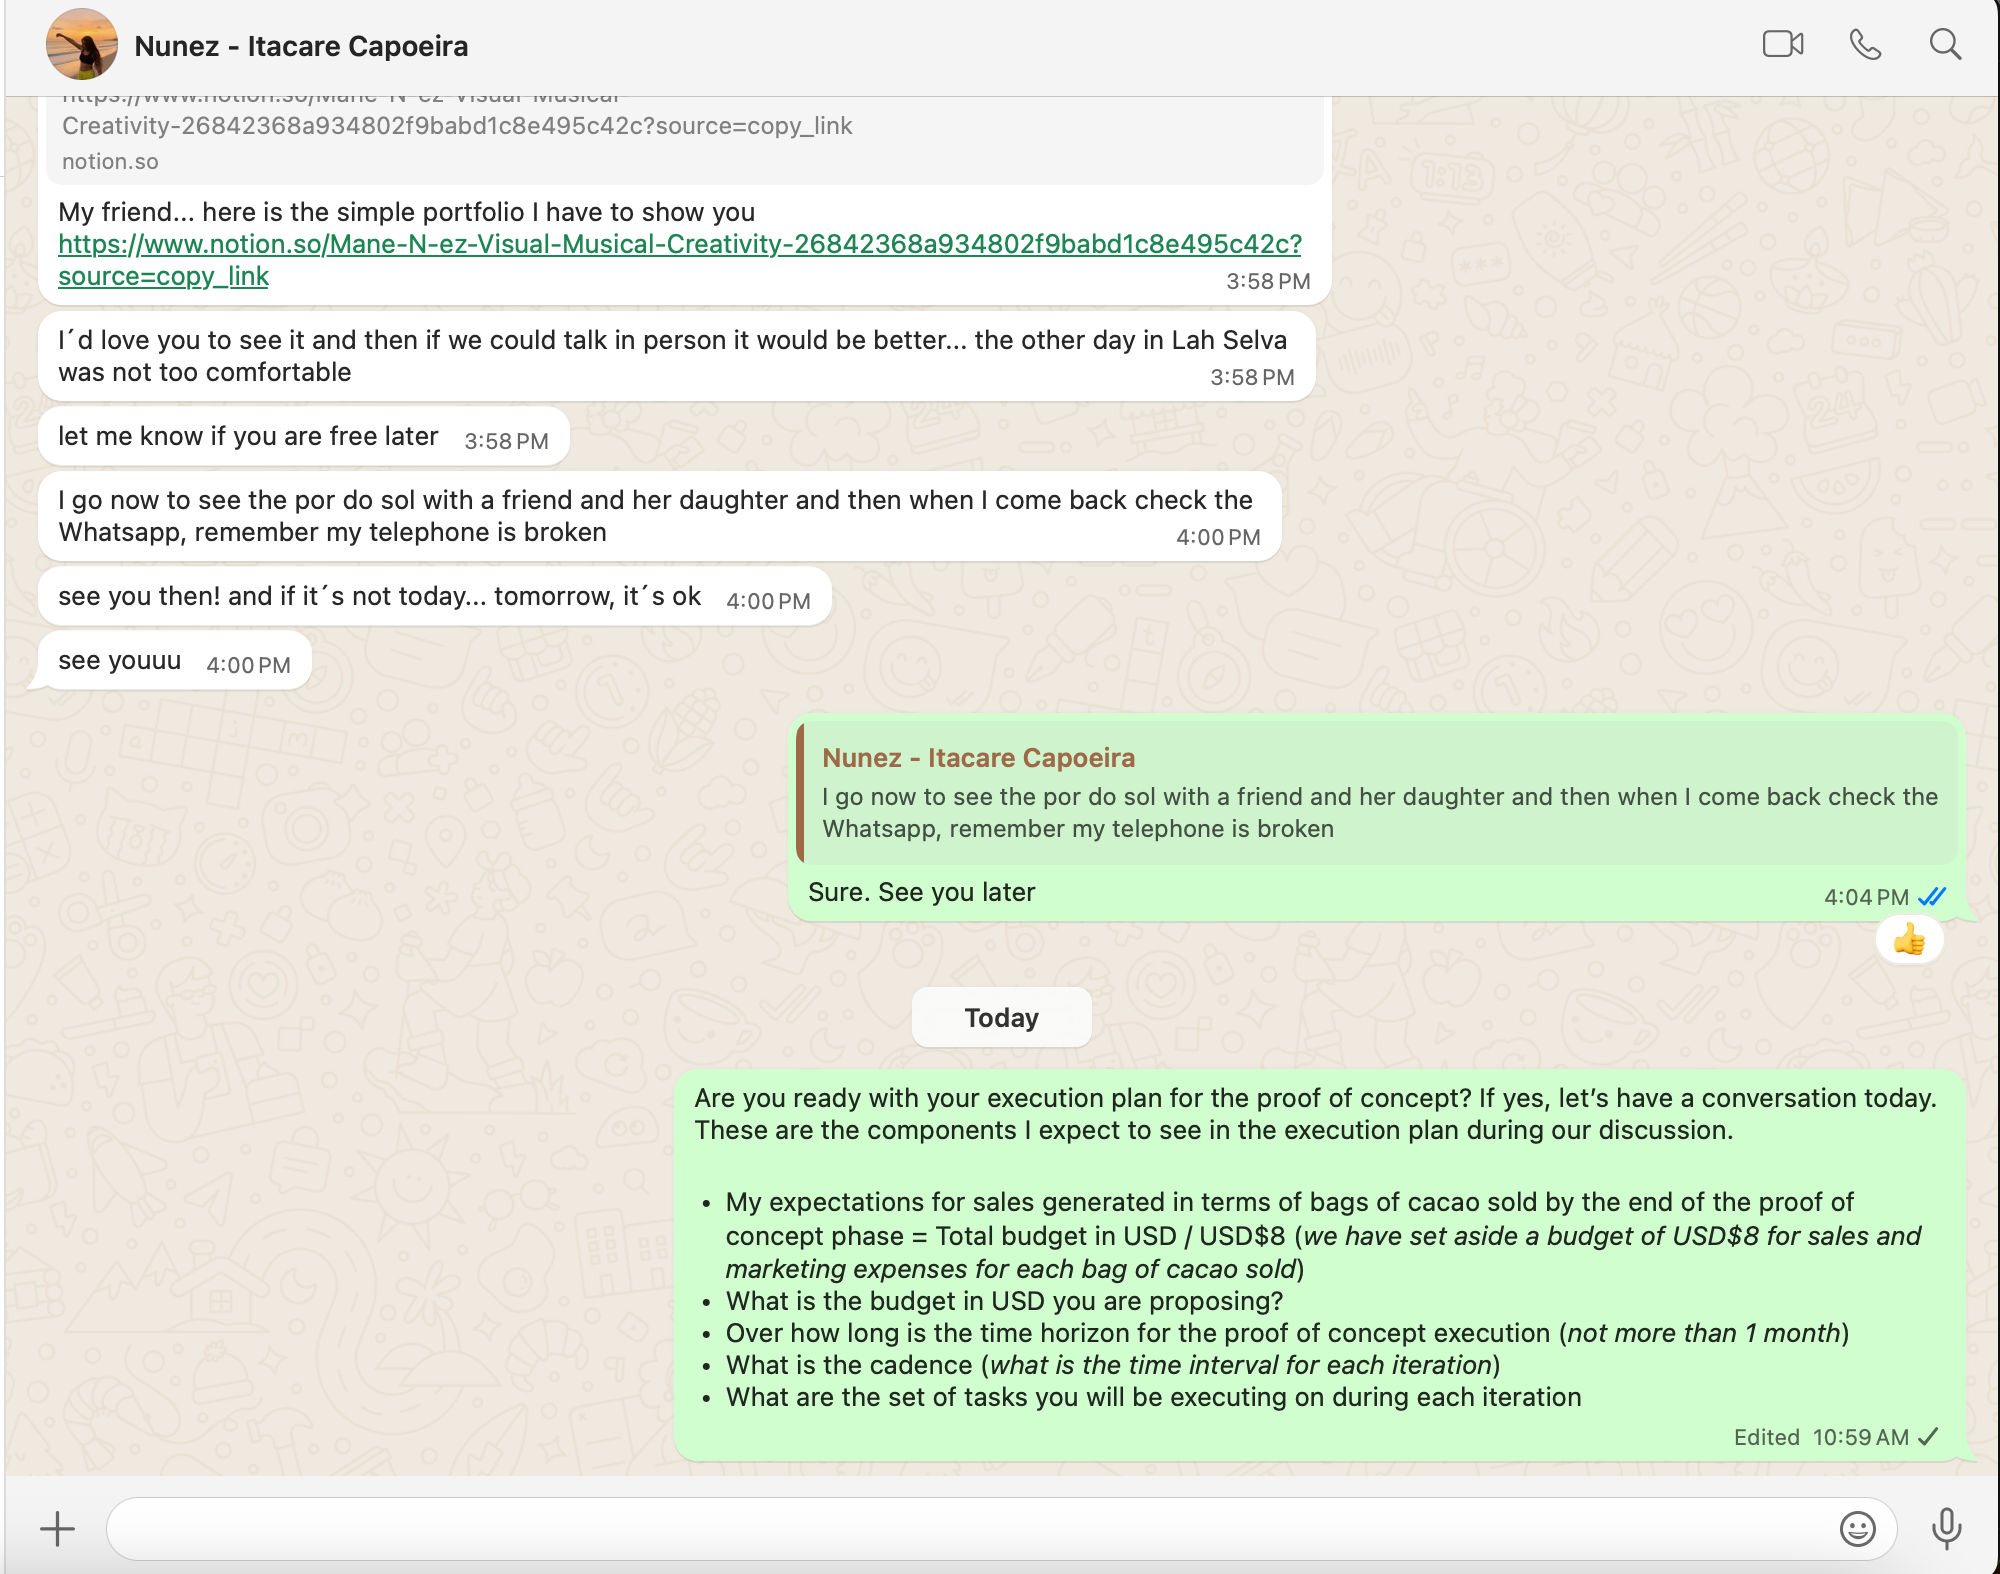 Nunez - Itacare Capoeira
https://www.notion.so/Mane-N-ez-Visual-Musical
Creativity-26842368a934802f9babd1c8e495c42c?source=copy_link
notion.so
My friend... here is the simple portfolio I have to show you
https://www.notion.so/Mane-N-ez-Visual-Musical-Creativity-26842368a934802f9babd1c8e495c42c?
source=copy_link
3:58 PM
I´d love you to see it and then if we could talk in person it would be better... the other day in Lah Selva
was not too comfortable
3:58 PM
let me know if you are free later 3:58 PM
I go now to see the por do sol with a friend and her daughter and then when I come back check the
Whatsapp, remember my telephone is broken
4:00 PM
see you then! and if it´s not today... tomorrow, it´s ok 4:00 PM
see youuu 4:00 PM
Nunez - Itacare Capoeira
I go now to see the por do sol with a friend and her daughter and then when I come back check the
Whatsapp, remember my telephone is broken
Sure. See you later
4:04 PM
Today
Are you ready with your execution plan for the proof of concept? If yes, let’s have a conversation today.
These are the components I expect to see in the execution plan during our discussion.
• My expectations for sales generated in terms of bags of cacao sold by the end of the proof of
concept phase = Total budget in USD / USD$8 (we have set aside a budget of USD$8 for sales and
marketing expenses for each bag of cacao sold)
• What is the budget in USD you are proposing?
• Over how long is the time horizon for the proof of concept execution (not more than 1 month)
• What is the cadence (what is the time interval for each iteration)
• What are the set of tasks you will be executing on during each iteration
Edited 10:59 AM